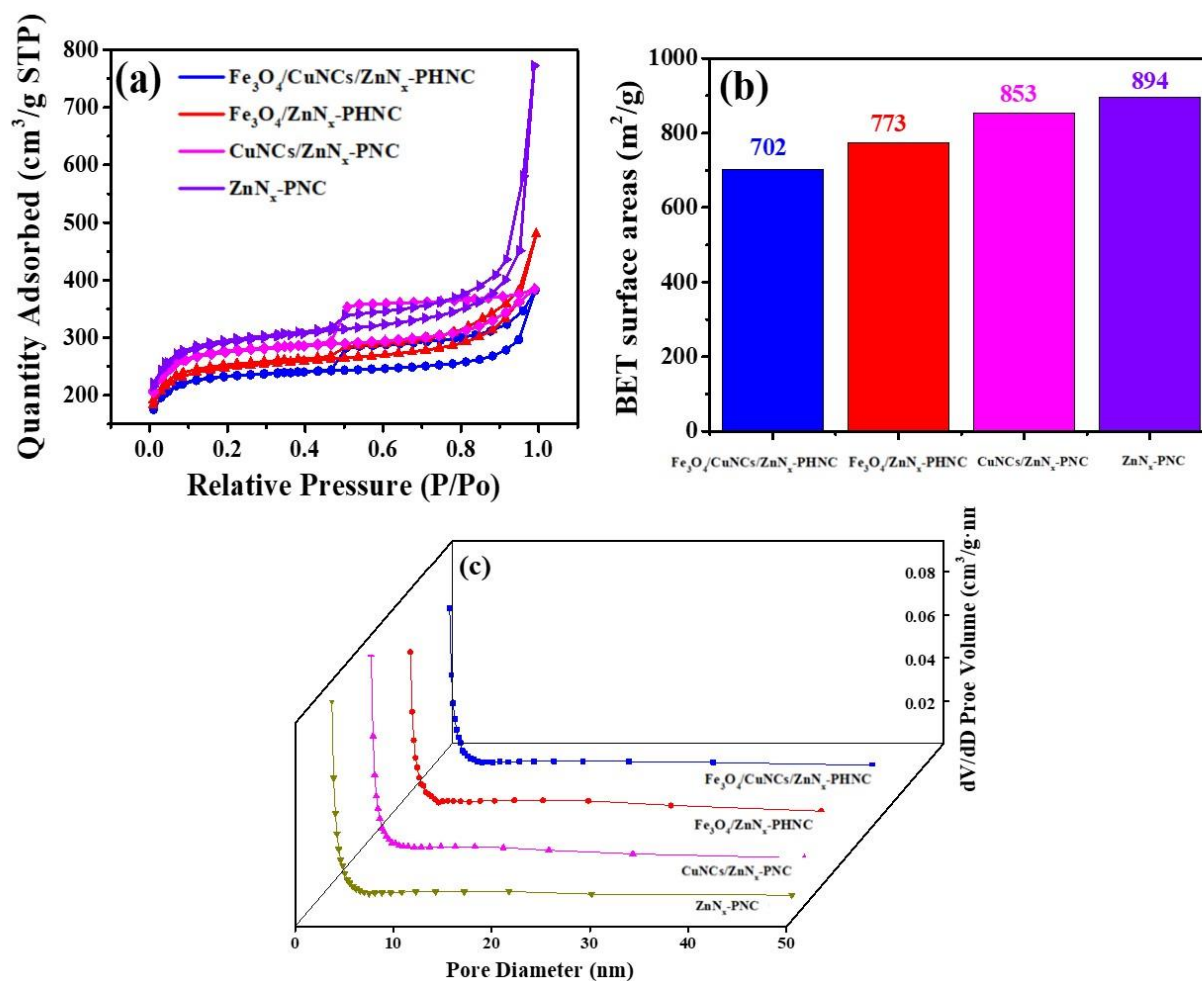 (a)
Quantity Adsorbed (cm³/g STP)
800
700
600
500
400
300
200
Fe₃O₄/CuNCs/ZnNₓ-PHNC
Fe₃O₄/ZnNₓ-PHNC
CuNCs/ZnNₓ-PNC
ZnNₓ-PNC
0.0 0.2 0.4 0.6 0.8 1.0
Relative Pressure (P/Po)
(b)
BET surface areas (m²/g)
1000
800
600
400
200
0
702
773
853
894
Fe₃O₄/CuNCs/ZnNₓ-PHNC Fe₃O₄/ZnNₓ-PHNC CuNCs/ZnNₓ-PNC ZnNₓ-PNC
(c)
dV/dD Proe Volume (cm³/g·nm
0.08
0.06
0.04
0.02
Fe₃O₄/CuNCs/ZnNₓ-PHNC
Fe₃O₄/ZnNₓ-PHNC
CuNCs/ZnNₓ-PNC
ZnNₓ-PNC
0 10 20 30 40 50
Pore Diameter (nm)